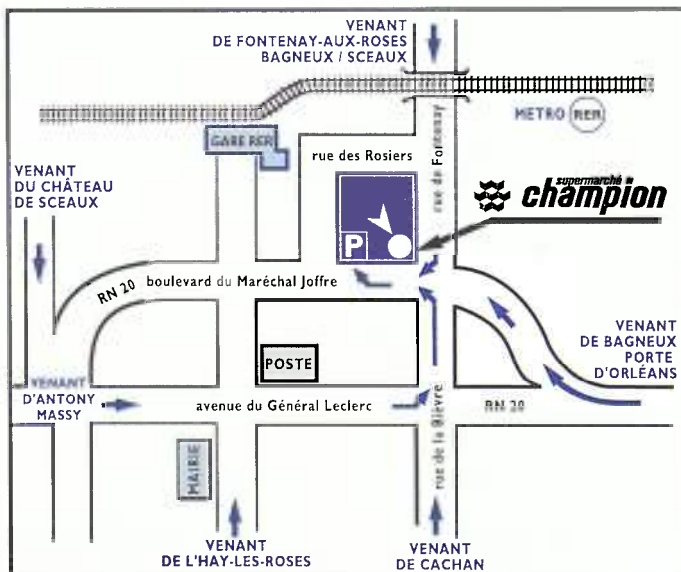 VENANT
DE FONTENAY-AUX-ROSES
BAGNEUX / SCEAUX
METRO RER
GARE RER
rue des Rosiers
rue de Fontenay
VENANT
DU CHÂTEAU
DE SCEAUX
supermarché
champion
P
RN 20
boulevard du Maréchal Joffre
VENANT
DE BAGNEUX
PORTE
D'ORLÉANS
POSTE
VENANT
D'ANTONY
MASSY
avenue du Général Leclerc
RN 20
rue de la Bièvre
MAIRIE
VENANT
DE L'HAY-LES-ROSES
VENANT
DE CACHAN